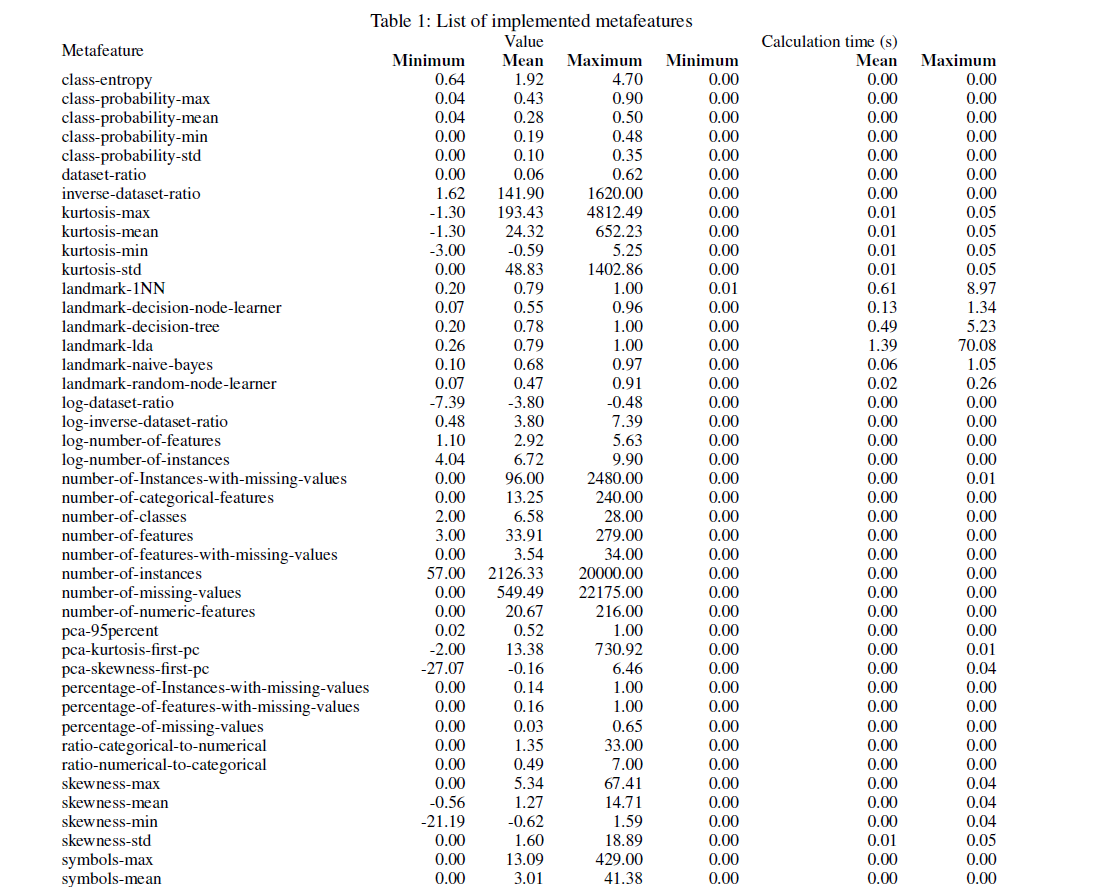 Table 1: List of implemented metafeatures
Metafeature Value Calculation time (s)
Minimum Mean Maximum Minimum Mean Maximum
class-entropy 0.64 1.92 4.70 0.00 0.00 0.00
class-probability-max 0.04 0.43 0.90 0.00 0.00 0.00
class-probability-mean 0.04 0.28 0.50 0.00 0.00 0.00
class-probability-min 0.00 0.19 0.48 0.00 0.00 0.00
class-probability-std 0.00 0.10 0.35 0.00 0.00 0.00
dataset-ratio 0.00 0.06 0.62 0.00 0.00 0.00
inverse-dataset-ratio 1.62 141.90 1620.00 0.00 0.00 0.00
kurtosis-max -1.30 193.43 4812.49 0.00 0.01 0.05
kurtosis-mean -1.30 24.32 652.23 0.00 0.01 0.05
kurtosis-min -3.00 -0.59 5.25 0.00 0.01 0.05
kurtosis-std 0.00 48.83 1402.86 0.00 0.01 0.05
landmark-1NN 0.20 0.79 1.00 0.01 0.61 8.97
landmark-decision-node-learner 0.07 0.55 0.96 0.00 0.13 1.34
landmark-decision-tree 0.20 0.78 1.00 0.00 0.49 5.23
landmark-lda 0.26 0.79 1.00 0.00 1.39 70.08
landmark-naive-bayes 0.10 0.68 0.97 0.00 0.06 1.05
landmark-random-node-learner 0.07 0.47 0.91 0.00 0.02 0.26
log-dataset-ratio -7.39 -3.80 -0.48 0.00 0.00 0.00
log-inverse-dataset-ratio 0.48 3.80 7.39 0.00 0.00 0.00
log-number-of-features 1.10 2.92 5.63 0.00 0.00 0.00
log-number-of-instances 4.04 6.72 9.90 0.00 0.00 0.00
number-of-Instances-with-missing-values 0.00 96.00 2480.00 0.00 0.00 0.01
number-of-categorical-features 0.00 13.25 240.00 0.00 0.00 0.00
number-of-classes 2.00 6.58 28.00 0.00 0.00 0.00
number-of-features 3.00 33.91 279.00 0.00 0.00 0.00
number-of-features-with-missing-values 0.00 3.54 34.00 0.00 0.00 0.00
number-of-instances 57.00 2126.33 20000.00 0.00 0.00 0.00
number-of-missing-values 0.00 549.49 22175.00 0.00 0.00 0.00
number-of-numeric-features 0.00 20.67 216.00 0.00 0.00 0.00
pca-95percent 0.02 0.52 1.00 0.00 0.00 0.00
pca-kurtosis-first-pc -2.00 13.38 730.92 0.00 0.00 0.01
pca-skewness-first-pc -27.07 -0.16 6.46 0.00 0.00 0.04
percentage-of-Instances-with-missing-values 0.00 0.14 1.00 0.00 0.00 0.00
percentage-of-features-with-missing-values 0.00 0.16 1.00 0.00 0.00 0.00
percentage-of-missing-values 0.00 0.03 0.65 0.00 0.00 0.00
ratio-categorical-to-numerical 0.00 1.35 33.00 0.00 0.00 0.00
ratio-numerical-to-categorical 0.00 0.49 7.00 0.00 0.00 0.00
skewness-max 0.00 5.34 67.41 0.00 0.00 0.04
skewness-mean -0.56 1.27 14.71 0.00 0.00 0.04
skewness-min -21.19 -0.62 1.59 0.00 0.00 0.04
skewness-std 0.00 1.60 18.89 0.00 0.01 0.05
symbols-max 0.00 13.09 429.00 0.00 0.00 0.00
symbols-mean 0.00 3.01 41.38 0.00 0.00 0.00